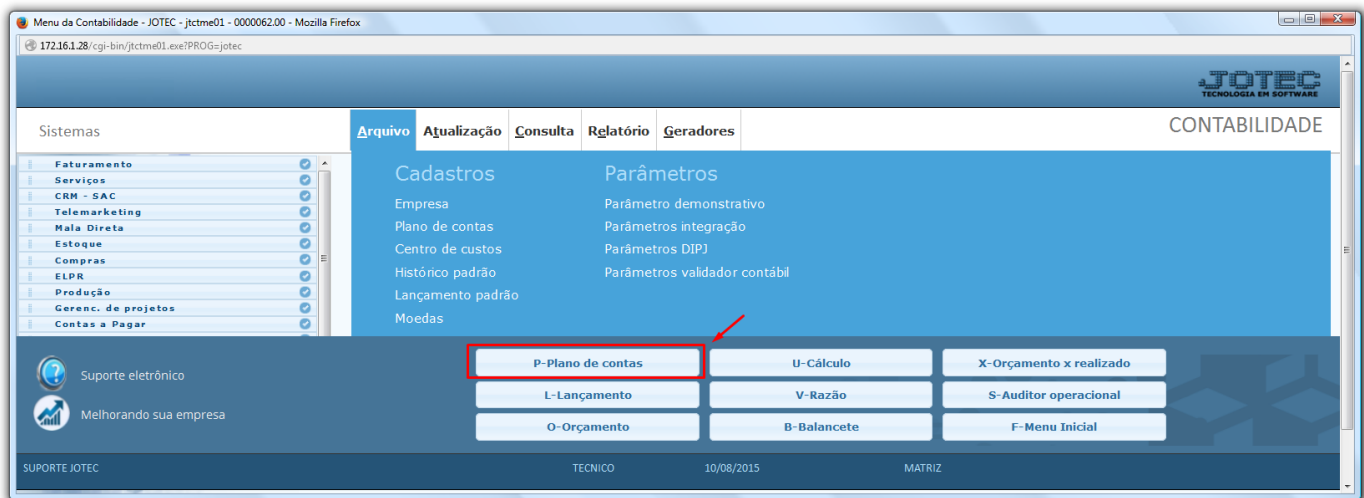 Menu da Contabilidade - JOTEC - jtctme01 - 0000062.00 - Mozilla Firefox
172.16.1.28/cgi-bin/jtctme01.exe?PROG=jotec
JOTEC
TECNOLOGIA EM SOFTWARE
Sistemas
Arquivo Atualização Consulta Relatório Geradores
CONTABILIDADE
Faturamento
Serviços
CRM - SAC
Telemarketing
Mala Direta
Estoque
Compras
ELPR
Produção
Gerenc. de projetos
Contas a Pagar
Cadastros
Empresa
Plano de contas
Centro de custos
Histórico padrão
Lançamento padrão
Moedas
Parâmetros
Parâmetro demonstrativo
Parâmetros integração
Parâmetros DIPJ
Parâmetros validador contábil
Suporte eletrônico
Melhorando sua empresa
P-Plano de contas U-Cálculo X-Orçamento x realizado
L-Lançamento V-Razão S-Auditor operacional
O-Orçamento B-Balancete F-Menu Inicial
SUPORTE JOTEC TECNICO 10/08/2015 MATRIZ